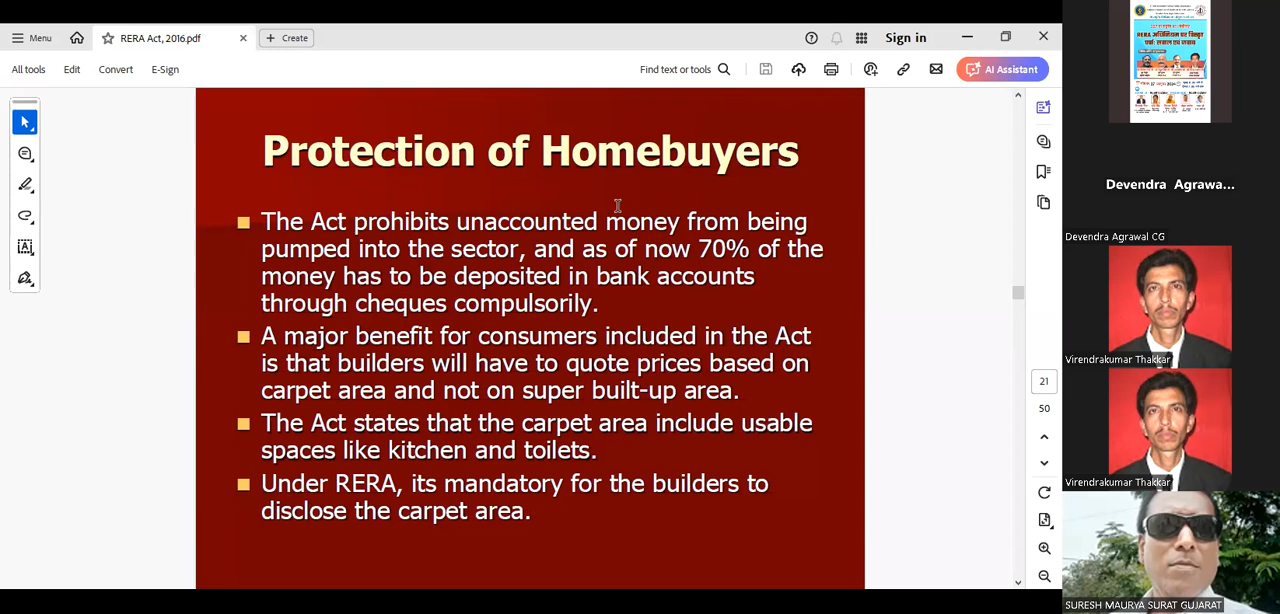 Menu
RERA Act, 2016.pdf
Create
Sign in
All tools
Edit
Convert
E-Sign
Find text or tools
AI Assistant
Protection of Homebuyers
The Act prohibits unaccounted money from being
pumped into the sector, and as of now 70% of the
money has to be deposited in bank accounts
through cheques compulsorily.
A major benefit for consumers included in the Act
is that builders will have to quote prices based on
carpet area and not on super built-up area.
The Act states that the carpet area include usable
spaces like kitchen and toilets.
Under RERA, its mandatory for the builders to
disclose the carpet area.
21
50
Devendra Agrawa...
Devendra Agrawal CG
Virendrakumar Thakkar
Virendrakumar Thakkar
SURESH MAURYA SURAT GUJARAT